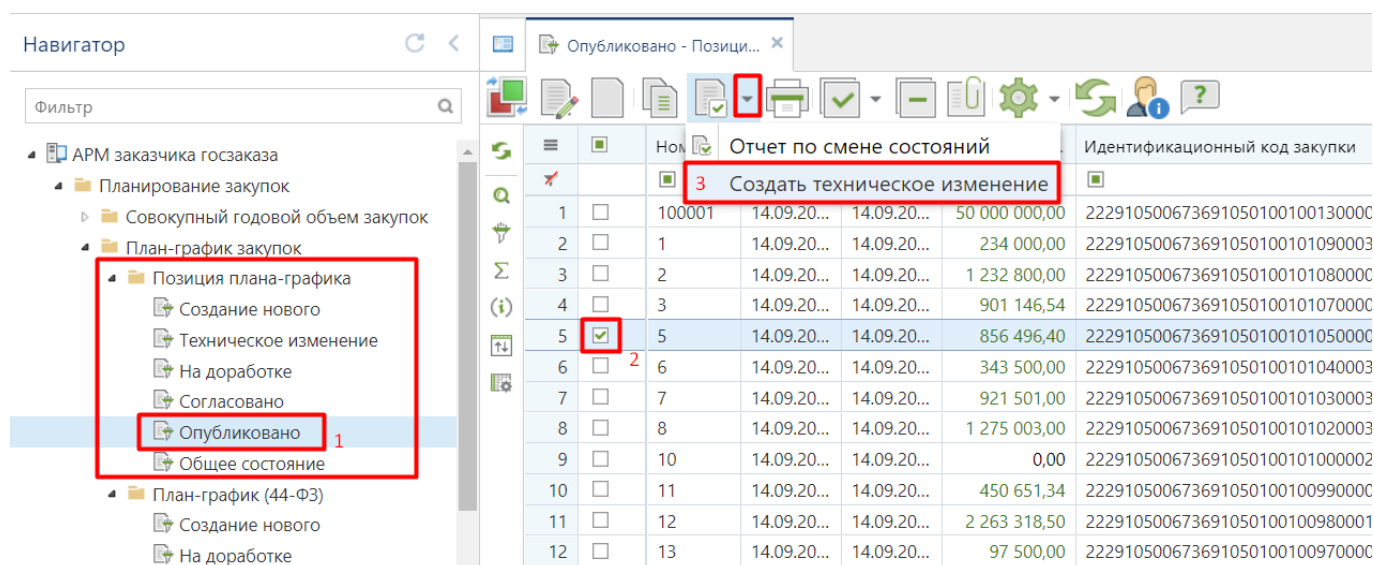 Навигатор
Опубликовано - Позици...
Фильтр
АРМ заказчика госзаказа
Планирование закупок
Совокупный годовой объем закупок
План-график закупок
Позиция плана-графика
Создание нового
Техническое изменение
На доработке
Согласовано
Опубликовано 1
Общее состояние
План-график (44-ФЗ)
Создание нового
На доработке
Отчет по смене состояний
3 Создать техническое изменение
Ном Идентификационный код закупки
1 100001 14.09.20... 14.09.20... 50 000 000,00 22291050067369105010010013000
2 1 14.09.20... 14.09.20... 234 000,00 222910500673691050100101090003
3 2 14.09.20... 14.09.20... 1 232 800,00 222910500673691050100101080000
4 3 14.09.20... 14.09.20... 901 146,54 222910500673691050100101070000
5 2 5 14.09.20... 14.09.20... 856 496,40 222910500673691050100101050000
6 6 14.09.20... 14.09.20... 343 500,00 222910500673691050100101040003
7 7 14.09.20... 14.09.20... 921 501,00 222910500673691050100101030003
8 8 14.09.20... 14.09.20... 1 275 003,00 222910500673691050100101020003
9 10 14.09.20... 14.09.20... 0,00 222910500673691050100101000002
10 11 14.09.20... 14.09.20... 450 651,34 222910500673691050100100990000
11 12 14.09.20... 14.09.20... 2 263 318,50 222910500673691050100100980001
12 13 14.09.20... 14.09.20... 97 500,00 222910500673691050100100970000